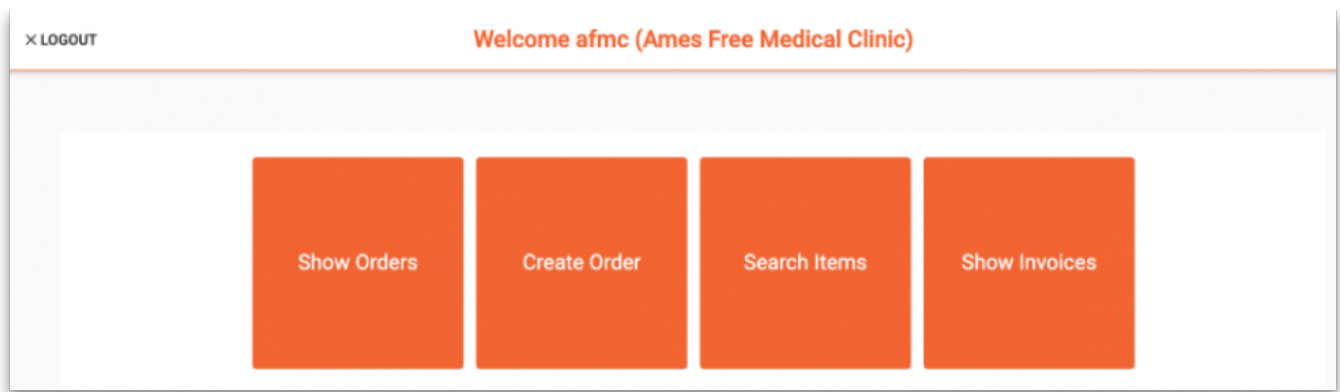 × LOGOUT
Welcome afmc (Ames Free Medical Clinic)
Show Orders
Create Order
Search Items
Show Invoices